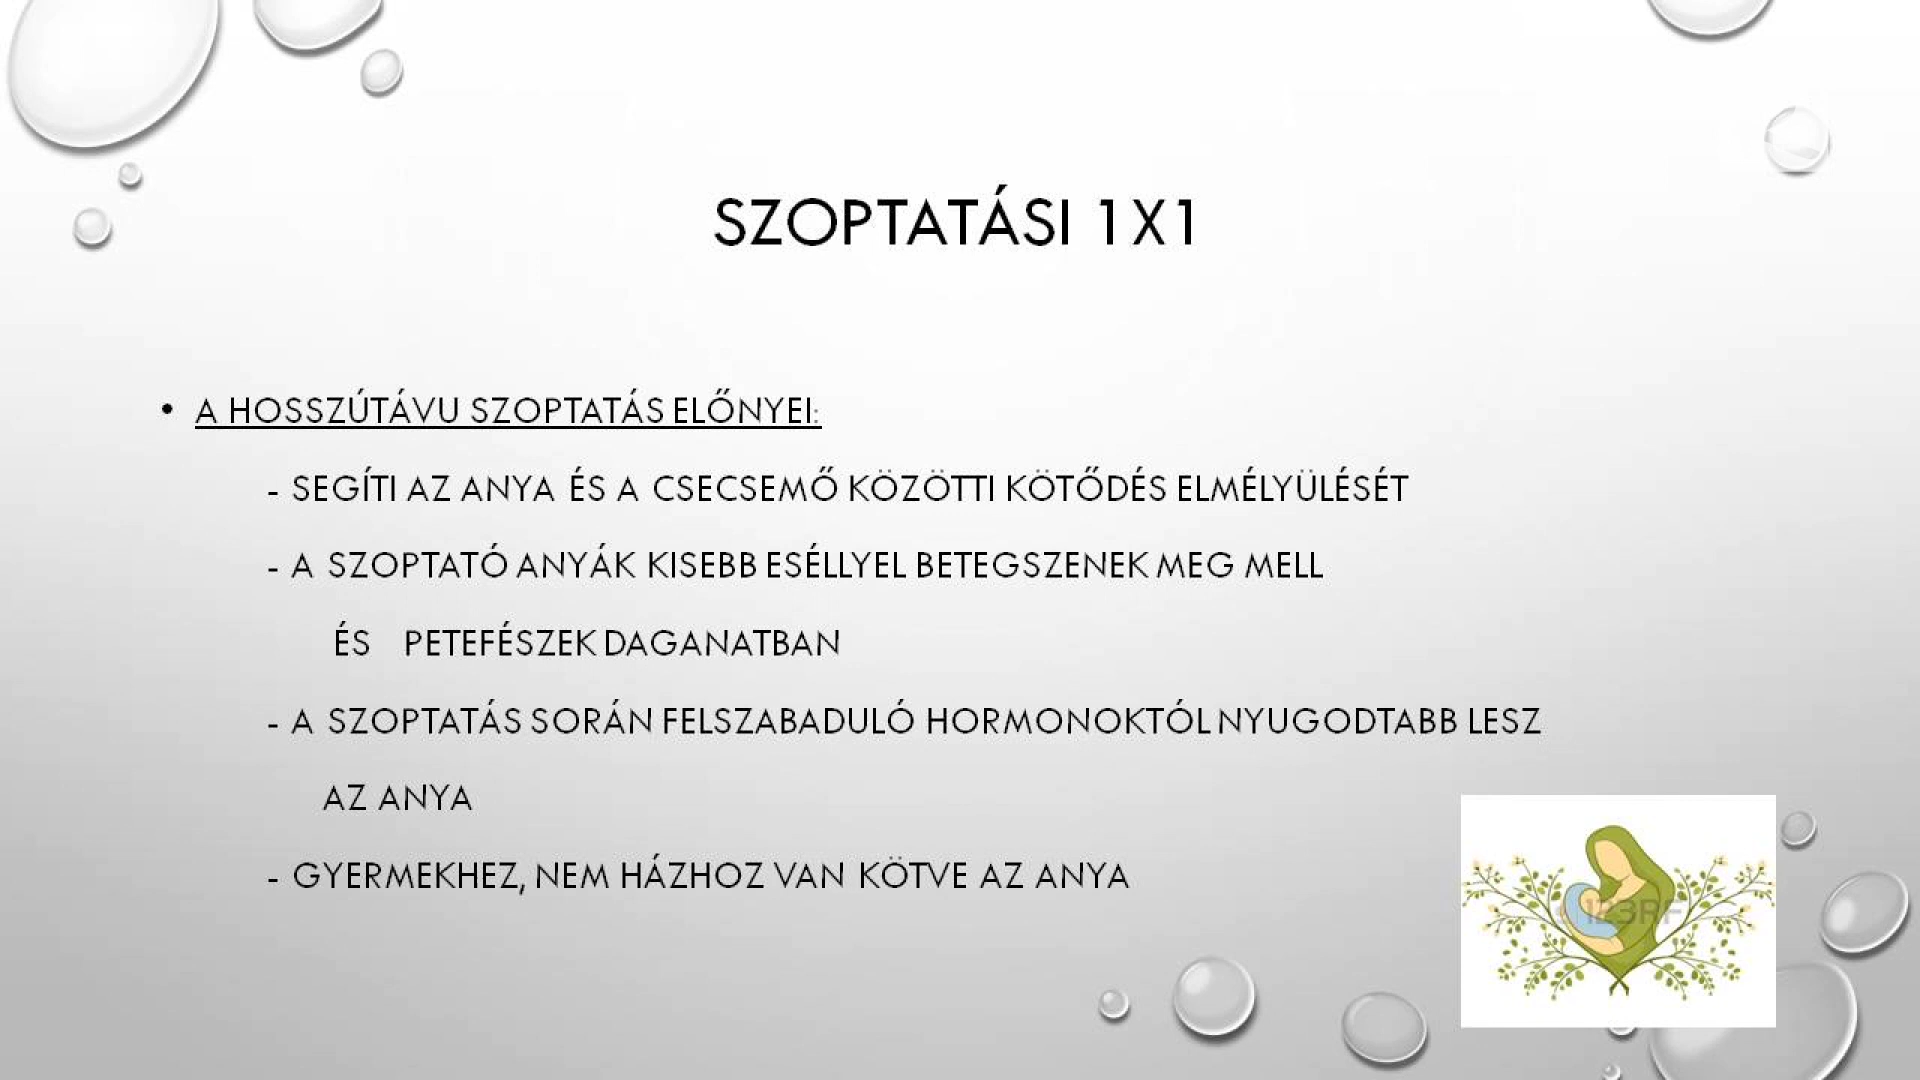 SZOPTATÁSI 1X1
• A HOSSZÚTÁVU SZOPTATÁS ELŐNYEI:
- SEGÍTI AZ ANYA ÉS A CSECSEMŐ KÖZÖTTI KÖTŐDÉS ELMÉLYÜLÉSÉT
- A SZOPTATÓ ANYÁK KISEBB ESÉLLYEL BETEGSZENEK MEG MELL
ÉS PETEFÉSZEK DAGANATBAN
- A SZOPTATÁS SORÁN FELSZABADULÓ HORMONOKTÓL NYUGODTABB LESZ
AZ ANYA
- GYERMEKHEZ, NEM HÁZHOZ VAN KÖTVE AZ ANYA
123RF